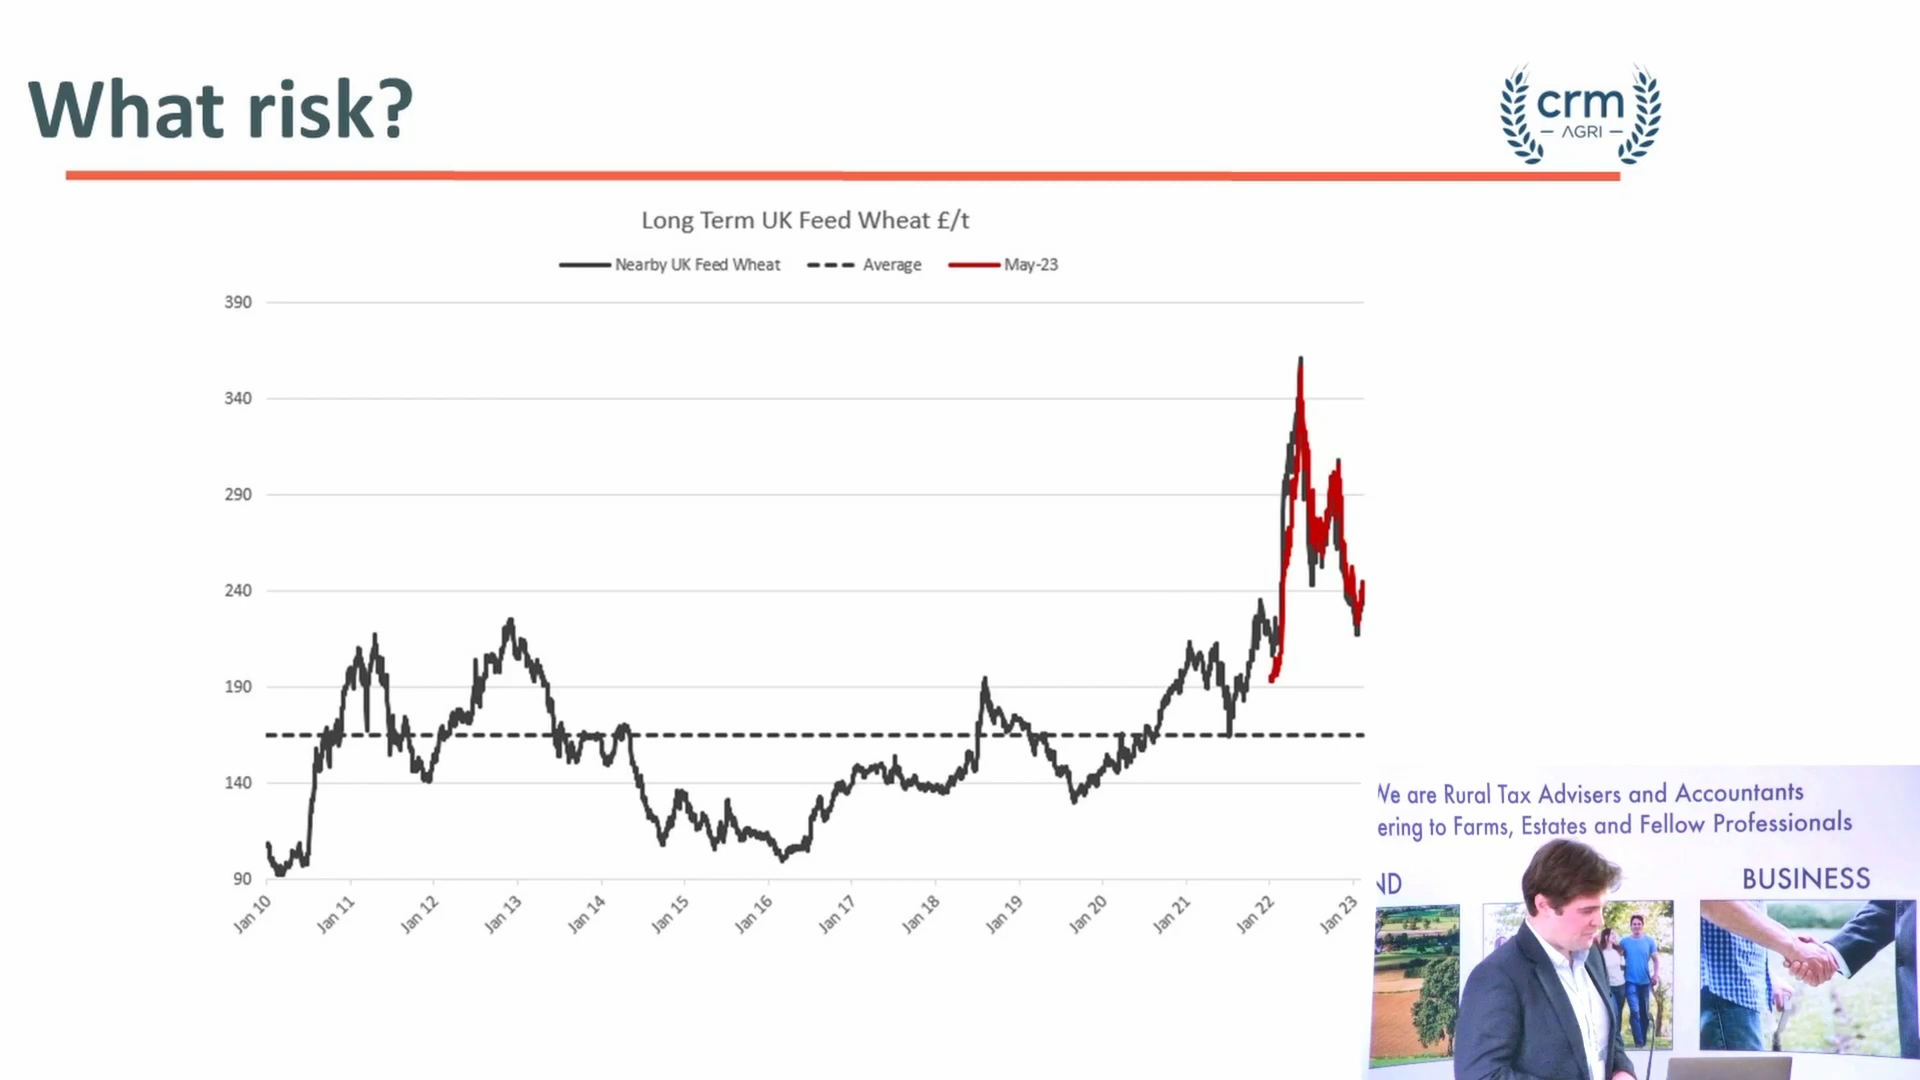 What risk?
crm
AGRI
Long Term UK Feed Wheat £/t
Nearby UK Feed Wheat
Average
May-23
390
340
290
240
190
140
90
Jan 10
Jan 11
Jan 12
Jan 13
Jan 14
Jan 15
Jan 16
Jan 17
Jan 18
Jan 19
Jan 20
Jan 21
Jan 22
Jan 23
We are Rural Tax Advisers and Accountants
ering to Farms, Estates and Fellow Professionals
ND
BUSINESS